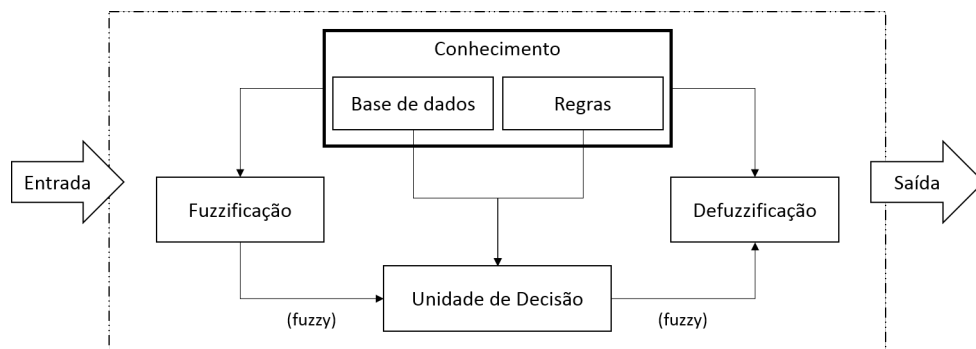 Conhecimento
Base de dados
Regras
Entrada
Fuzzificação
Defuzzificação
Saída
Unidade de Decisão
(fuzzy)
(fuzzy)